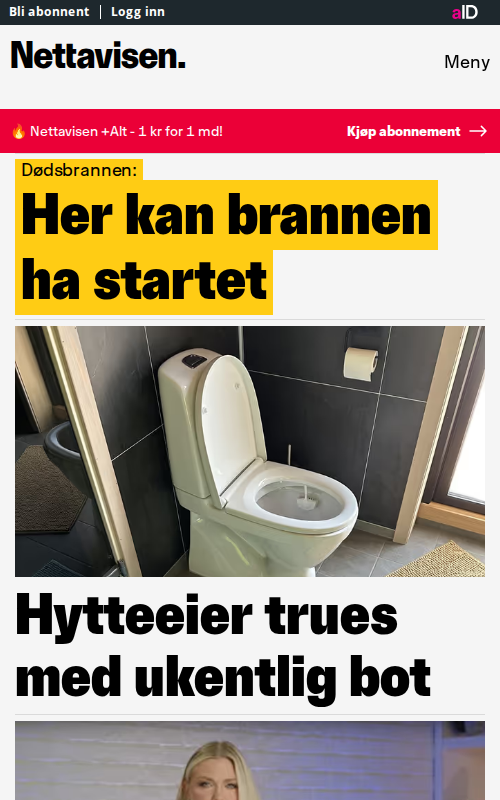 Bli abonnent | Logg inn
aID
Nettavisen.
Meny
🔥 Nettavisen +Alt - 1 kr for 1 md!
Kjøp abonnement →
Dødsbrannen:
Her kan brannen
ha startet
Hytteeier trues
med ukentlig bot